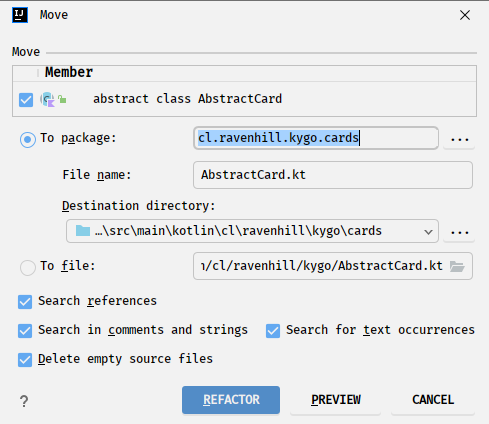 IJ Move
Move
Member
abstract class AbstractCard
To package: cl.ravenhill.kygo.cards ...
File name: AbstractCard.kt
Destination directory:
…\src\main\kotlin\cl\ravenhill\kygo\cards ...
To file: ı/cl/ravenhill/kygo/AbstractCard.kt
Search references
Search in comments and strings Search for text occurrences
Delete empty source files
? REFACTOR PREVIEW CANCEL